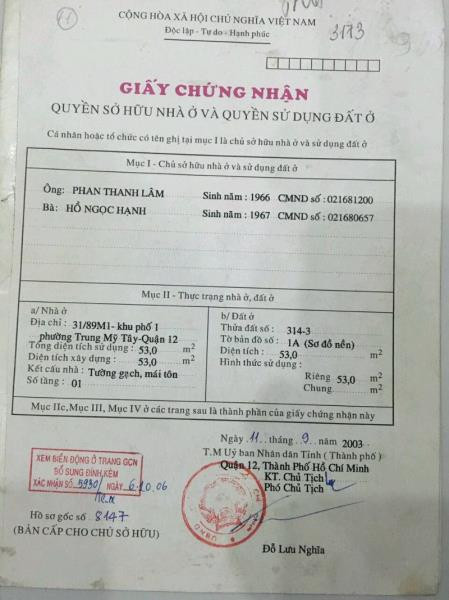 11
CỘNG HÒA XÃ HỘI CHỦ NGHĨA VIỆT NAM
Độc lập - Tự do - Hạnh phúc
3173
GIẤY CHỨNG NHẬN
QUYỀN SỞ HỮU NHÀ Ở VÀ QUYỀN SỬ DỤNG ĐẤT Ở
Cá nhân hoặc tổ chức có tên ghi tại mục I là chủ sở hữu nhà ở và sử dụng đất ở
Mục I - Chủ sở hữu nhà ở và sử dụng đất ở
Ông: PHAN THANH LÂM Sinh năm : 1966 CMND số : 021681200
Bà: HỒ NGỌC HẠNH Sinh năm : 1967 CMND số : 021680657
Mục II - Thực trạng nhà ở, đất ở
a/ Nhà ở
Địa chỉ : 31/89M1- khu phố 1
phường Trung Mỹ Tây-Quận 12
Tổng diện tích sử dụng : 53,0 m2
Diện tích xây dựng : 53,0 m2
Kết cấu nhà : Tường gạch, mái tôn
Số tầng : 01
b/ Đất ở
Thửa đất số : 314-3
Tờ bản đồ số : 1A (Sơ đồ nền)
Diện tích : 53,0 m2
Hình thức sử dụng :
Riêng 53,0 m2
Chung m2
Mục IIc, Mục III, Mục IV ở các trang sau là thành phần của giấy chứng nhận này
Ngày 11 tháng 9 năm 2003
T.M Uỷ ban Nhân dân Tỉnh ( Thành phố )
Quận 12, Thành Phố Hồ Chí Minh
KT. Chủ Tịch
Phó Chủ Tịch
XEM BIẾN ĐỘNG Ở TRANG GCN
BỔ SUNG ĐÍNH KÈM
XÁC NHẬN SỐ 5930/ NGÀY 6.10.06
Hồ sơ gốc số 8147
(BẢN CẤP CHO CHỦ SỞ HỮU)
Đỗ Lưu Nghĩa